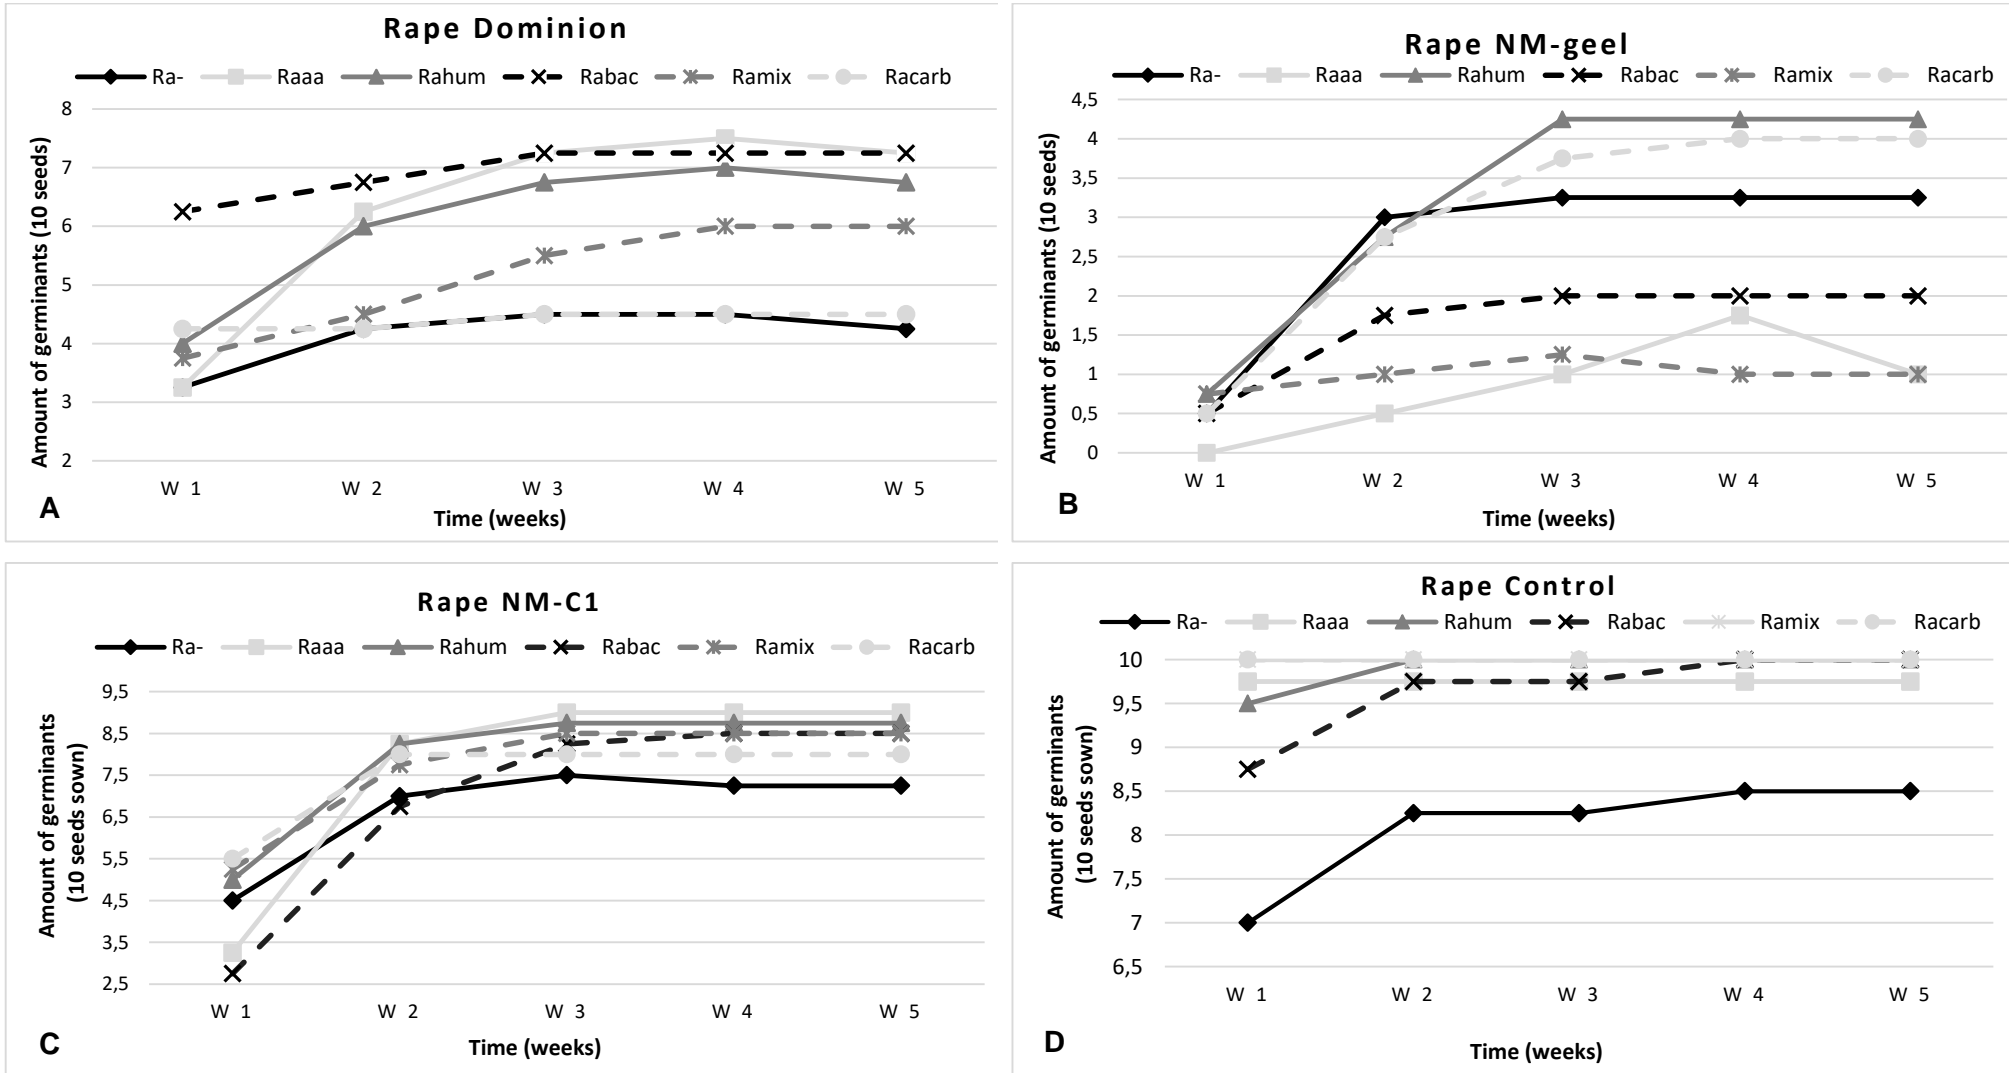 Rape Dominion
Ra- Raaa Rahum Rabac Ramix Racarb
Amount of germinants (10 seeds)
8
7
6
5
4
3
2
W 1 W 2 W 3 W 4 W 5
Time (weeks)
A
Rape NM-geel
Ra- Raaa Rahum Rabac Ramix Racarb
Amount of germinants (10 seeds)
4,5
4
3,5
3
2,5
2
1,5
1
0,5
0
W 1 W 2 W 3 W 4 W 5
Time (weeks)
B
Rape NM-C1
Ra- Raaa Rahum Rabac Ramix Racarb
Amount of germinants
(10 seeds sown)
9,5
8,5
7,5
6,5
5,5
4,5
3,5
2,5
W 1 W 2 W 3 W 4 W 5
Time (weeks)
C
Rape Control
Ra- Raaa Rahum Rabac Ramix Racarb
Amount of germinants
(10 seeds sown)
10
9,5
9
8,5
8
7,5
7
6,5
W 1 W 2 W 3 W 4 W 5
Time (weeks)
D